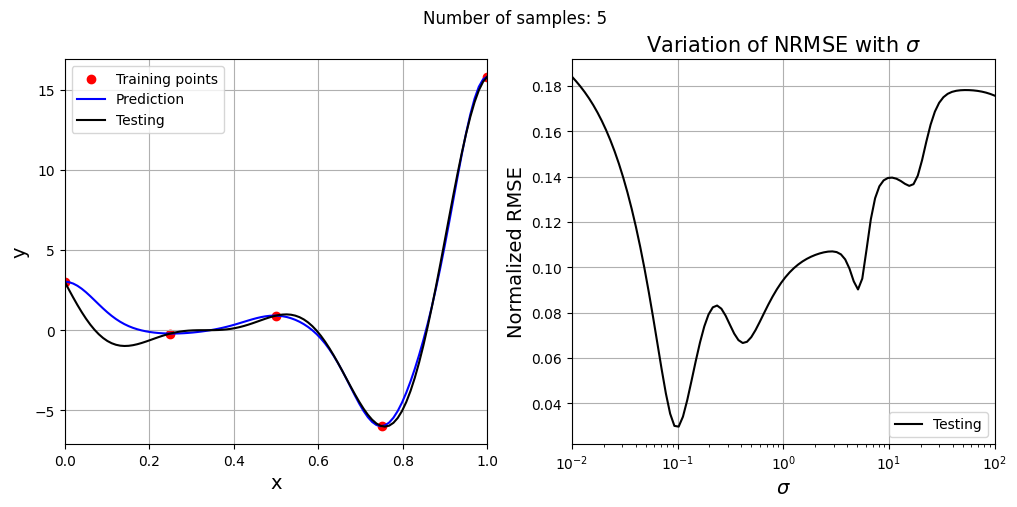 Number of samples: 5
Training points
Prediction
Testing
15
10
5
0
−5
y
0.0 0.2 0.4 0.6 0.8 1.0
x
Variation of NRMSE with σ
0.18
0.16
0.14
0.12
0.10
0.08
0.06
0.04
Normalized RMSE
Testing
10⁻² 10⁻¹ 10⁰ 10¹ 10²
σ